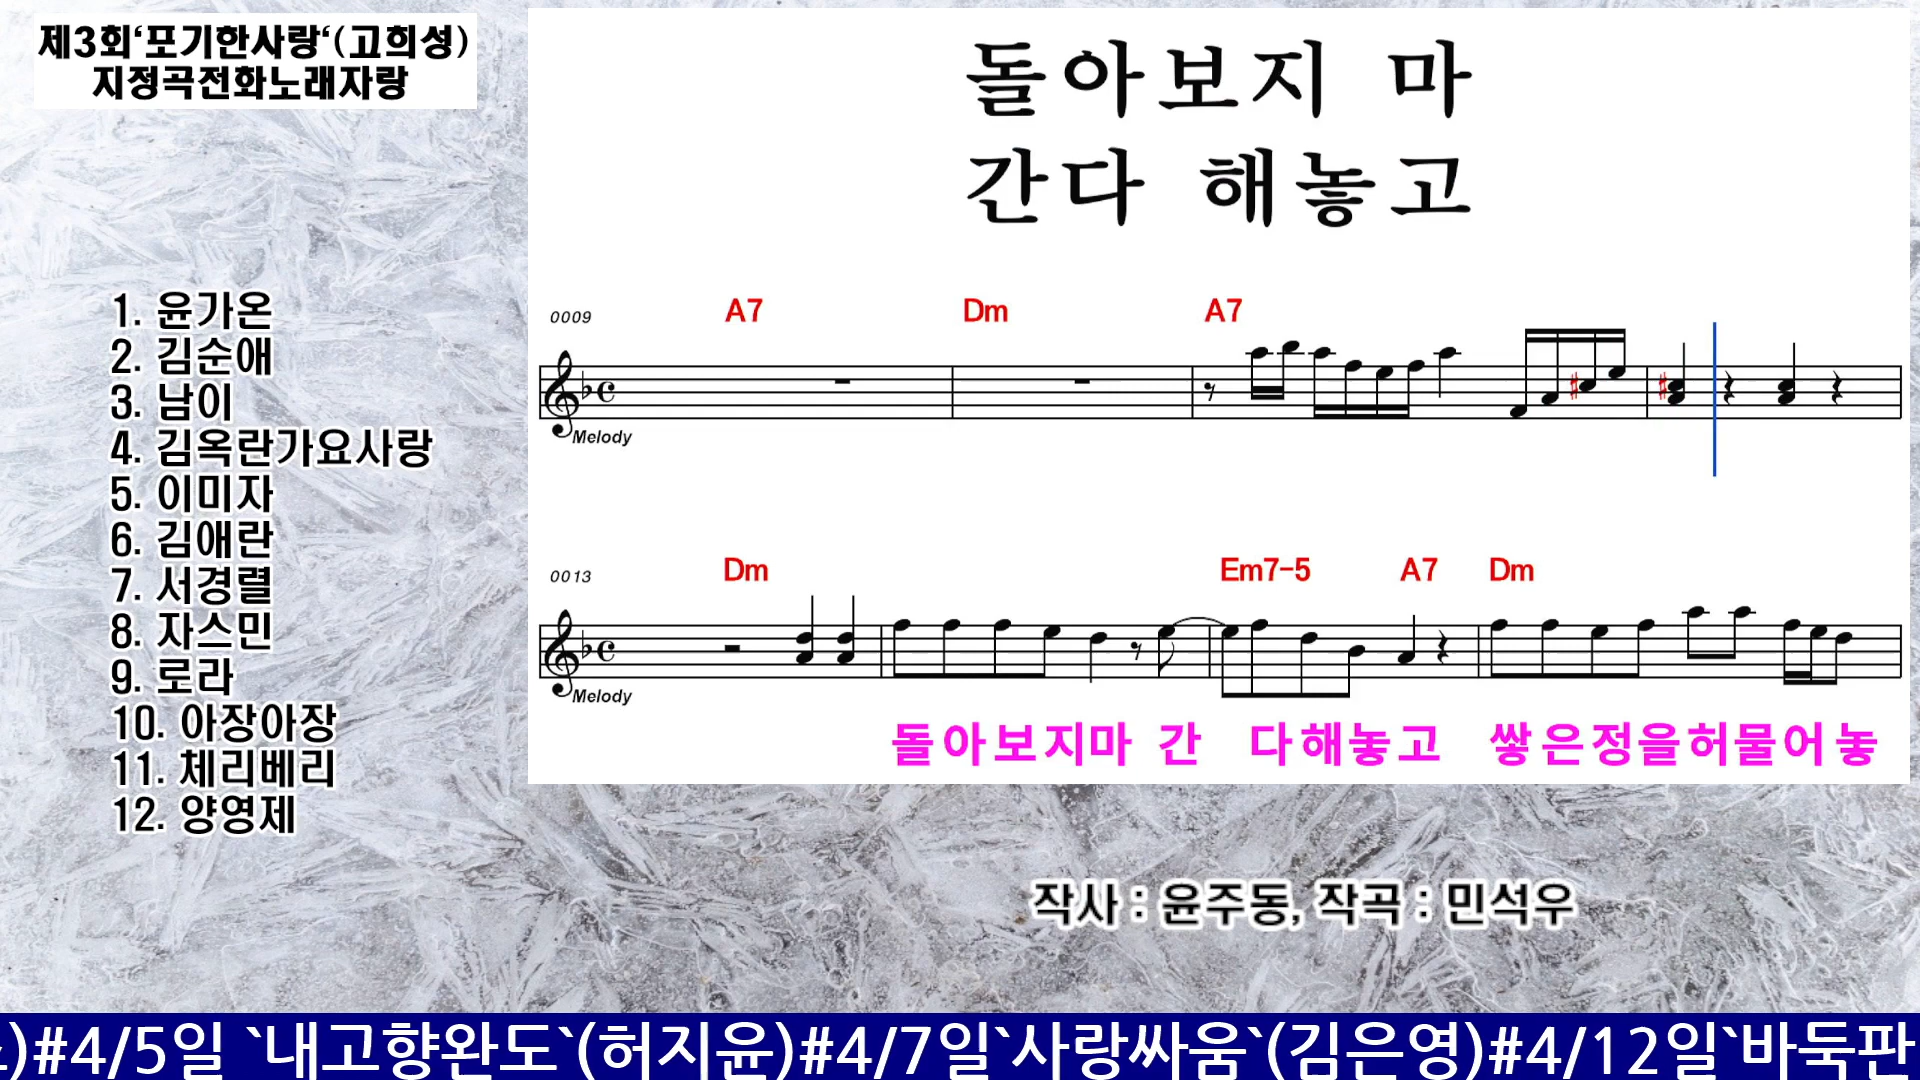 제3회‘포기한사랑‘(고희성)
지정곡전화노래자랑
돌아보지 마
간다 해놓고
1. 윤가온
2. 김순애
3. 남이
4. 김옥란가요사랑
5. 이미자
6. 김애란
7. 서경렬
8. 자스민
9. 로라
10. 아장아장
11. 체리베리
12. 양영제
0009 A7 Dm A7
Melody
0013 Dm Em7-5 A7 Dm
Melody
돌아보지마 간 다해놓고 쌓은정을허물어놓
작사 : 윤주동, 작곡 : 민석우
)#4/5일 `내고향완도`(허지윤)#4/7일`사랑싸움`(김은영)#4/12일`바둑판